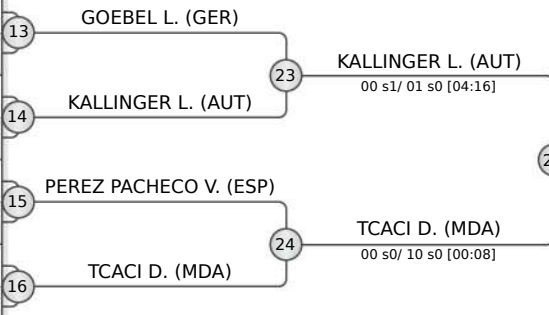 GOEBEL L. (GER)
13
23
KALLINGER L. (AUT)
00 s1/ 01 s0 [04:16]
KALLINGER L. (AUT)
14
PEREZ PACHECO V. (ESP)
15
24
TCACI D. (MDA)
00 s0/ 10 s0 [00:08]
TCACI D. (MDA)
16